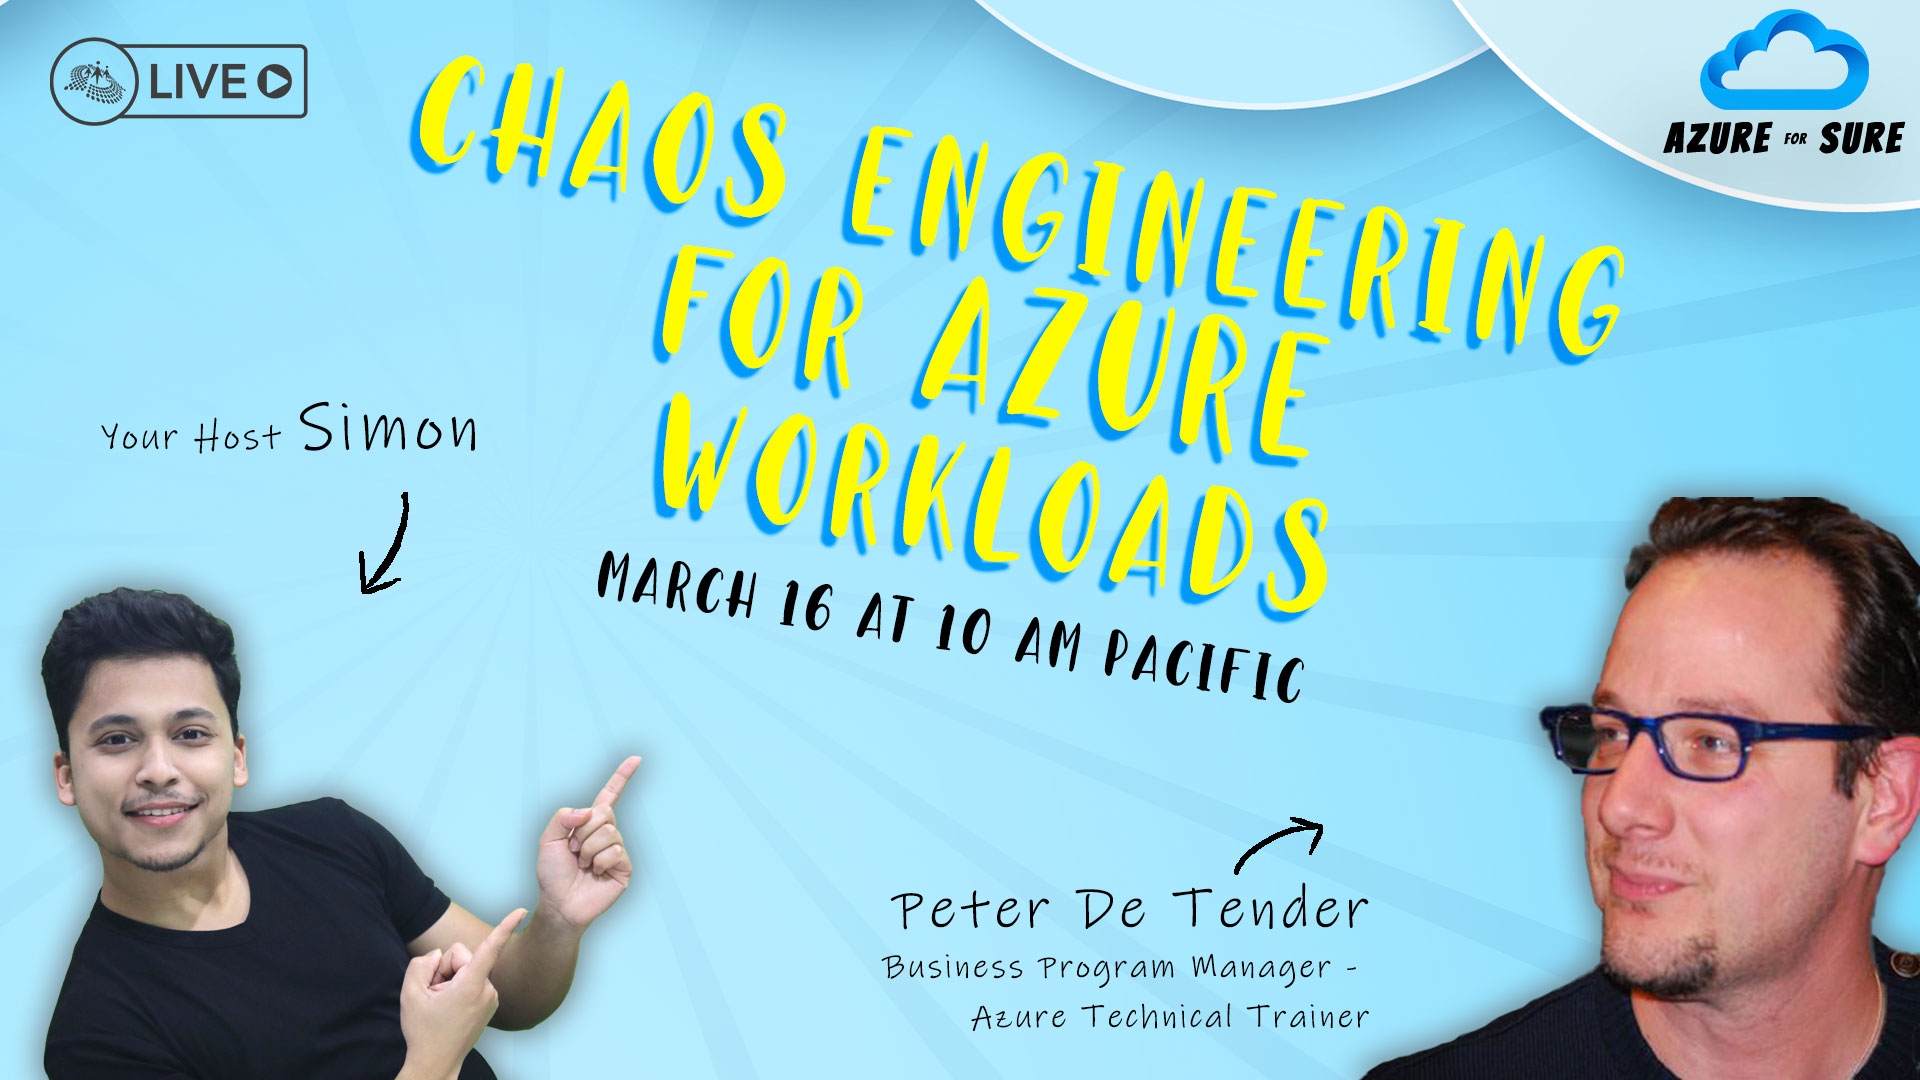 LIVE
AZURE FOR SURE
CHAOS ENGINEERING
FOR AZURE
WORKLOADS
MARCH 16 AT 10 AM PACIFIC
Your Host Simon
Peter De Tender
Business Program Manager -
Azure Technical Trainer